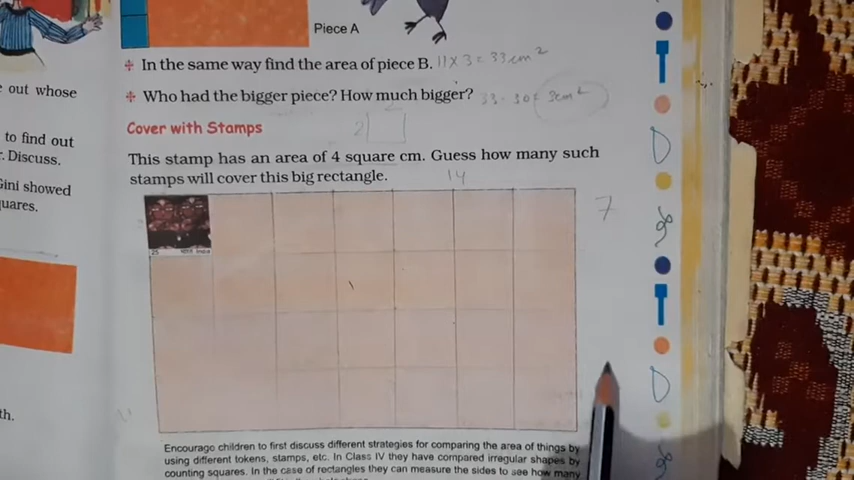 Piece A
In the same way find the area of piece B. 11 x 3 = 33 cm²
e out whose
Who had the bigger piece? How much bigger? 33 - 30 = 3cm²
Cover with Stamps
2
to find out
. Discuss.
This stamp has an area of 4 square cm. Guess how many such
stamps will cover this big rectangle.
14
Gini showed
uares.
7
25
India
th.
Encourage children to first discuss different strategies for comparing the area of things by
using different tokens, stamps, etc. In Class IV they have compared irregular shapes by
counting squares. In the case of rectangles they can measure the sides to see how many